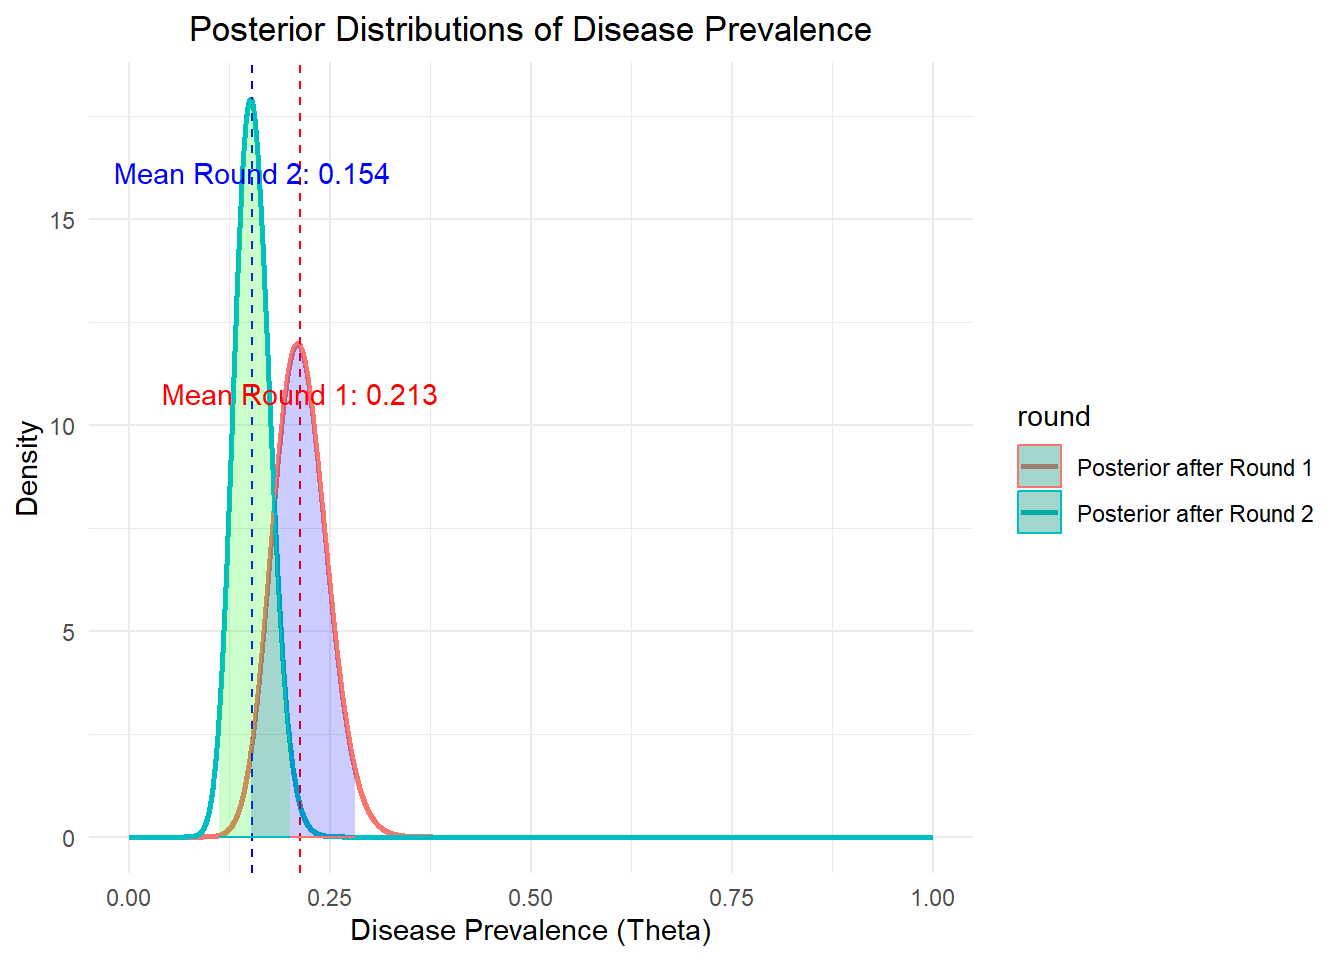 Posterior Distributions of Disease Prevalence
Mean Round 2: 0.154
Mean Round 1: 0.213
15
10
5
0
Density
0.00 0.25 0.50 0.75 1.00
Disease Prevalence (Theta)
round
Posterior after Round 1
Posterior after Round 2